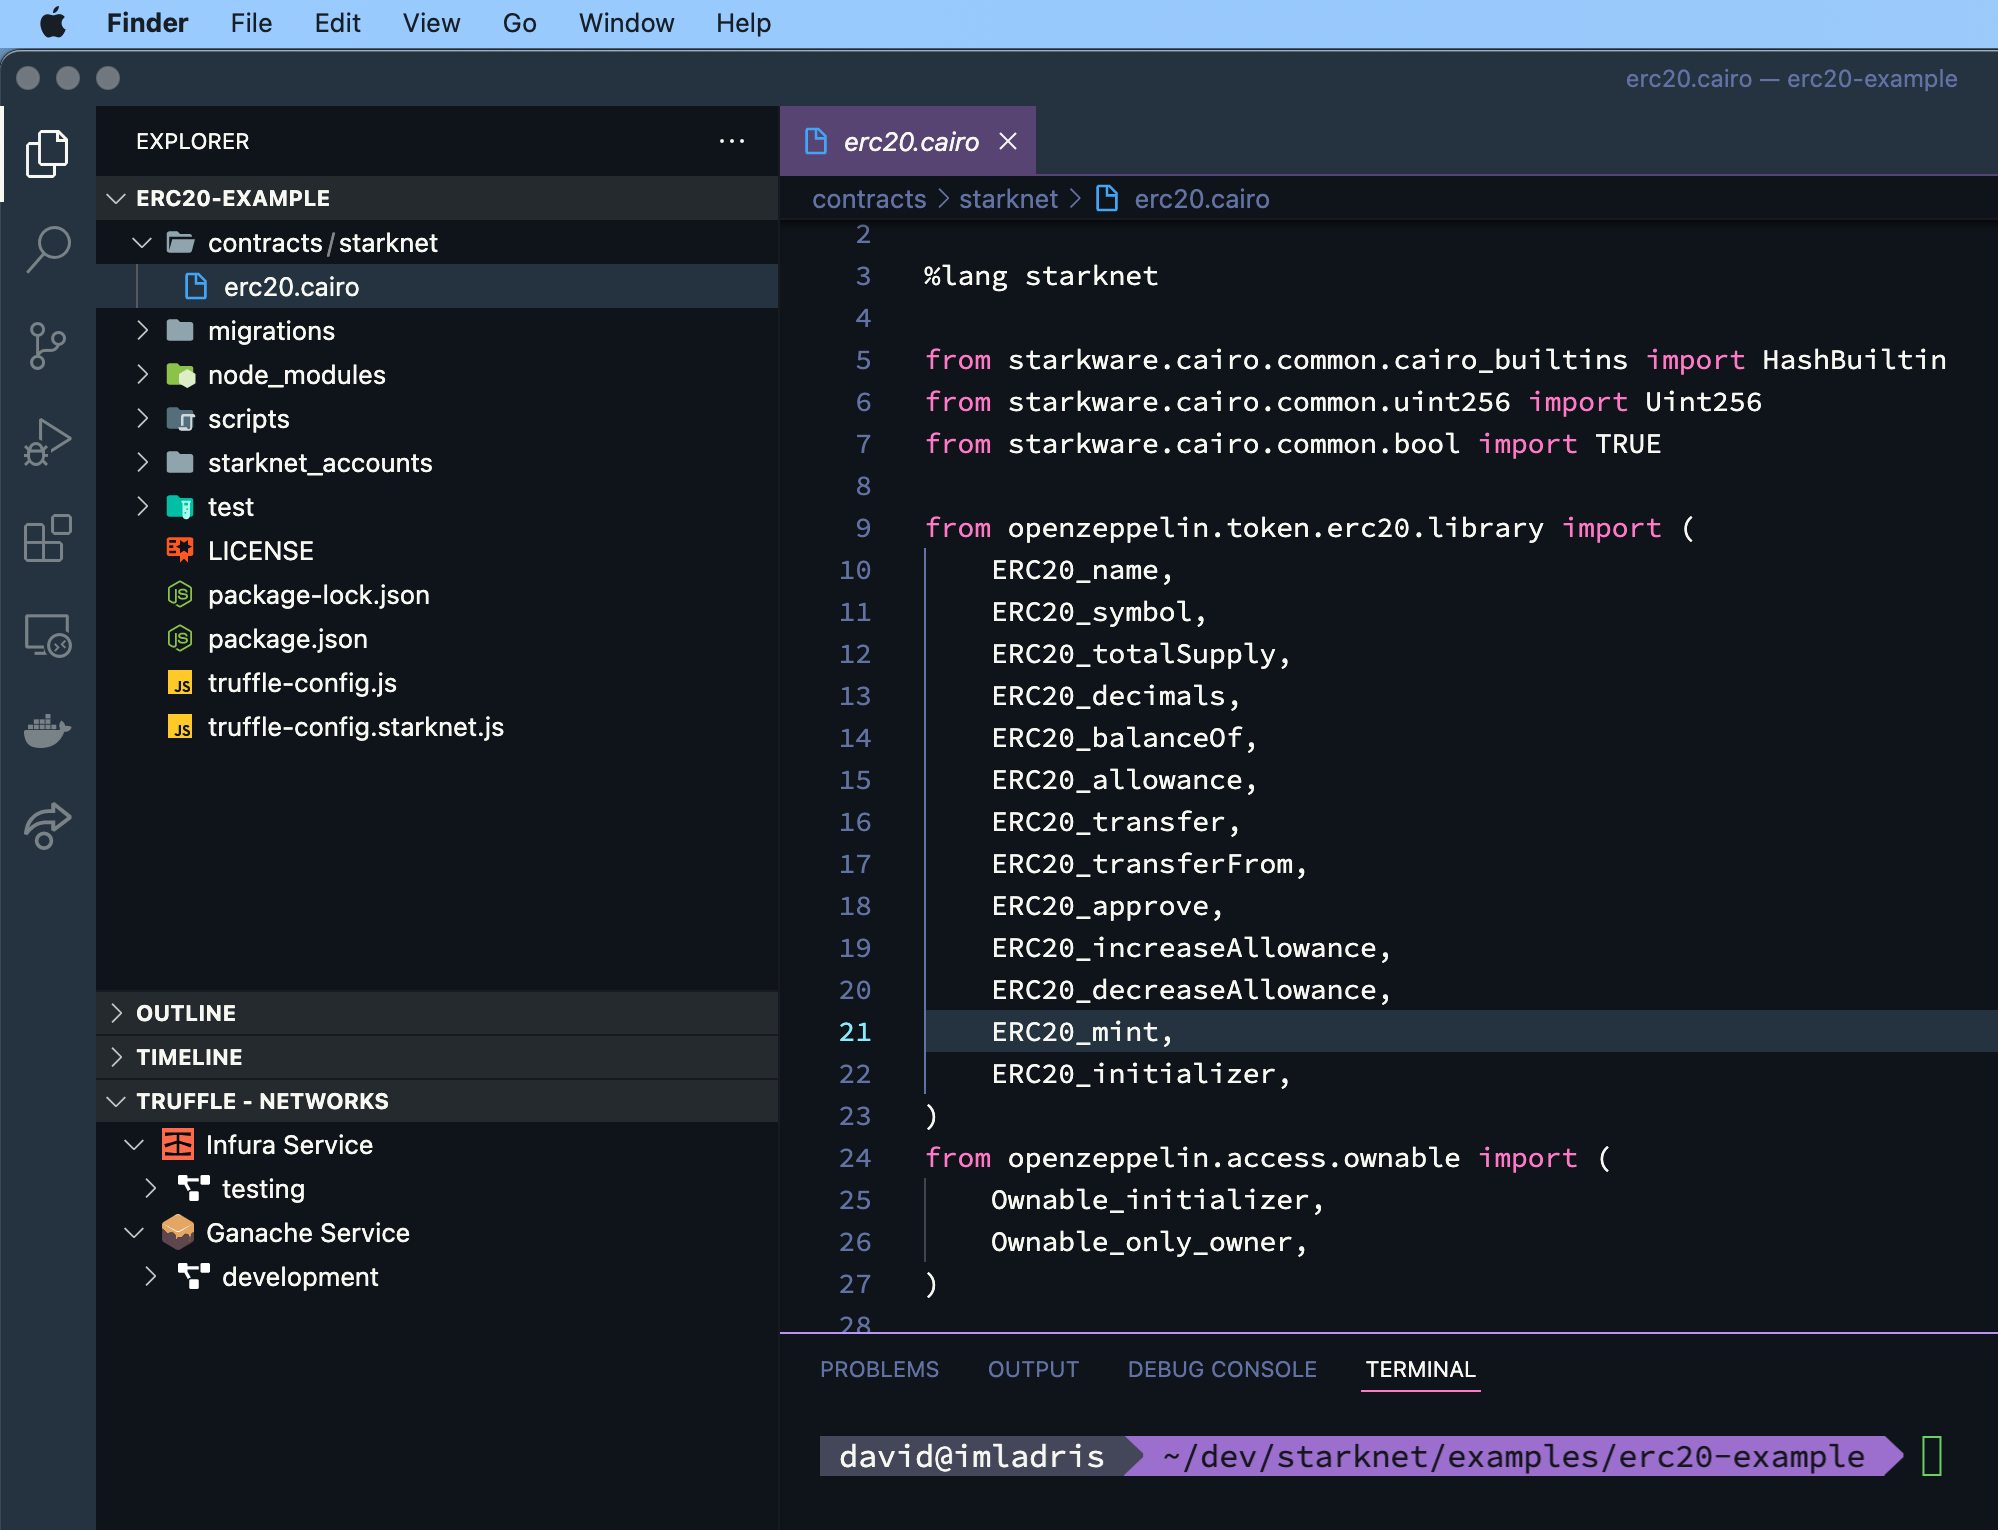 Finder File Edit View Go Window Help
erc20.cairo — erc20-example
EXPLORER
ERC20-EXAMPLE
contracts/starknet
erc20.cairo
migrations
node_modules
scripts
starknet_accounts
test
LICENSE
package-lock.json
package.json
JS truffle-config.js
JS truffle-config.starknet.js
OUTLINE
TIMELINE
TRUFFLE - NETWORKS
Infura Service
testing
Ganache Service
development
erc20.cairo
contracts > starknet > erc20.cairo
2
3 %lang starknet
4
5 from starkware.cairo.common.cairo_builtins import HashBuiltin
6 from starkware.cairo.common.uint256 import Uint256
7 from starkware.cairo.common.bool import TRUE
8
9 from openzeppelin.token.erc20.library import (
10 ERC20_name,
11 ERC20_symbol,
12 ERC20_totalSupply,
13 ERC20_decimals,
14 ERC20_balanceOf,
15 ERC20_allowance,
16 ERC20_transfer,
17 ERC20_transferFrom,
18 ERC20_approve,
19 ERC20_increaseAllowance,
20 ERC20_decreaseAllowance,
21 ERC20_mint,
22 ERC20_initializer,
23 )
24 from openzeppelin.access.ownable import (
25 Ownable_initializer,
26 Ownable_only_owner,
27 )
28
PROBLEMS OUTPUT DEBUG CONSOLE TERMINAL
david@imladris ~/dev/starknet/examples/erc20-example